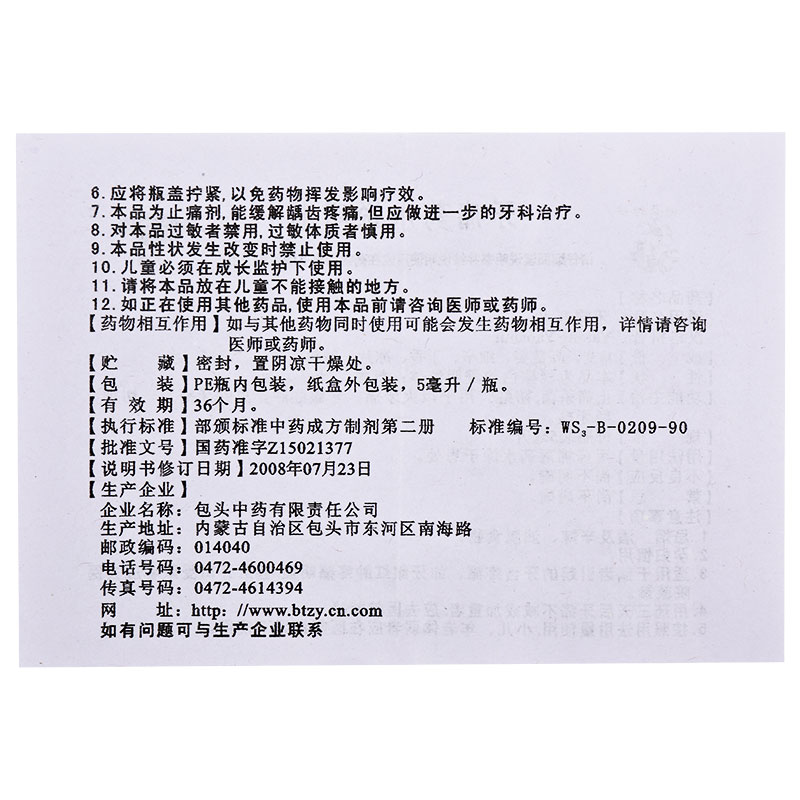 6.应将瓶盖拧紧,以免药物挥发影响疗效。
7.本品为止痛剂,能缓解龋齿疼痛,但应做进一步的牙科治疗。
8.对本品过敏者禁用,过敏体质者慎用。
9.本品性状发生改变时禁止使用。
10.儿童必须在成长监护下使用。
11.请将本品放在儿童不能接触的地方。
12.如正在使用其他药品,使用本品前请咨询医师或药师。
【药物相互作用】如与其他药物同时使用可能会发生药物相互作用，详情请咨询
医师或药师。
【贮 藏】密封，置阴凉干燥处。
【包 装】PE瓶内包装，纸盒外包装，5毫升/瓶。
【有 效 期】36个月。
【执行标准】部颁标准中药成方制剂第二册 标准编号：WS₃-B-0209-90
【批准文号】国药准字Z15021377
【说明书修订日期】2008年07月23日
【生产企业】
企业名称：包头中药有限责任公司
生产地址：内蒙古自治区包头市东河区南海路
邮政编码：014040
电话号码：0472-4600469
传真号码：0472-4614394
网 址：http://www.btzy.cn.com
如有问题可与生产企业联系